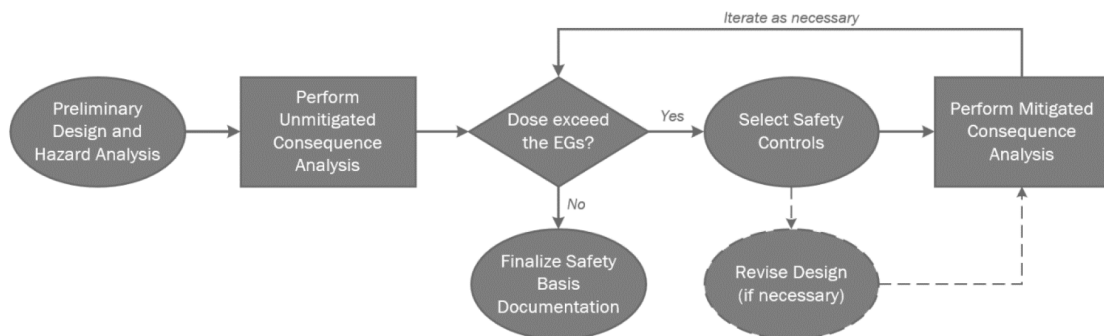 Iterate as necessary
Preliminary
Design and
Hazard Analysis
Perform
Unmitigated
Consequence
Analysis
Dose exceed
the EGs?
Yes
Select Safety
Controls
Perform Mitigated
Consequence
Analysis
No
Finalize Safety
Basis
Documentation
Revise Design
(if necessary)